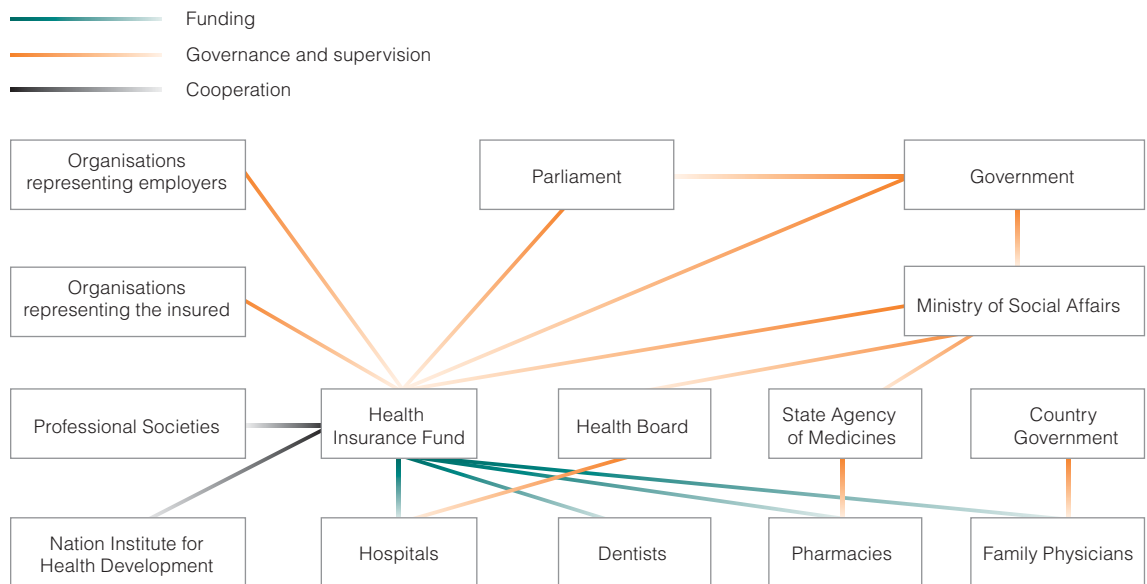 Funding
Governance and supervision
Cooperation
Organisations
representing employers
Parliament
Government
Organisations
representing the insured
Ministry of Social Affairs
Professional Societies
Health
Insurance Fund
Health Board
State Agency
of Medicines
Country
Government
Nation Institute for
Health Development
Hospitals
Dentists
Pharmacies
Family Physicians